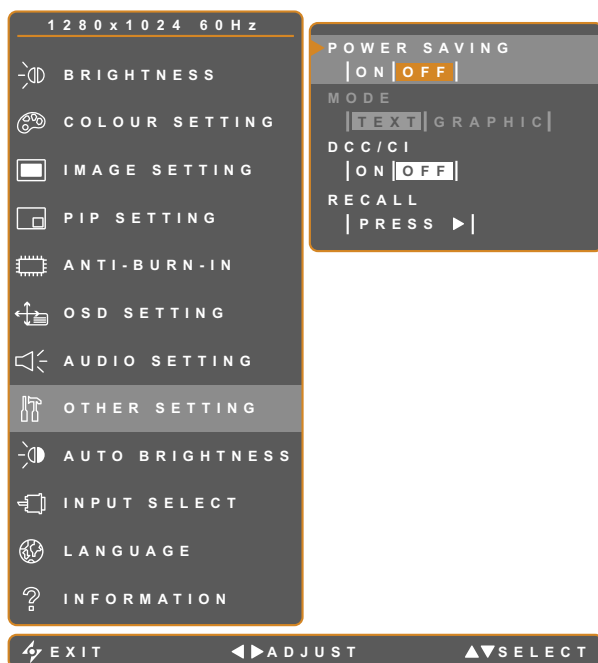 1280x1024 60Hz
BRIGHTNESS
COLOUR SETTING
IMAGE SETTING
PIP SETTING
ANTI-BURN-IN
OSD SETTING
AUDIO SETTING
OTHER SETTING
AUTO BRIGHTNESS
INPUT SELECT
LANGUAGE
INFORMATION
POWER SAVING
ON OFF
MODE
TEXT GRAPHIC
DCC/CI
ON OFF
RECALL
PRESS ▶
EXIT ◀▶ADJUST ▲▼SELECT